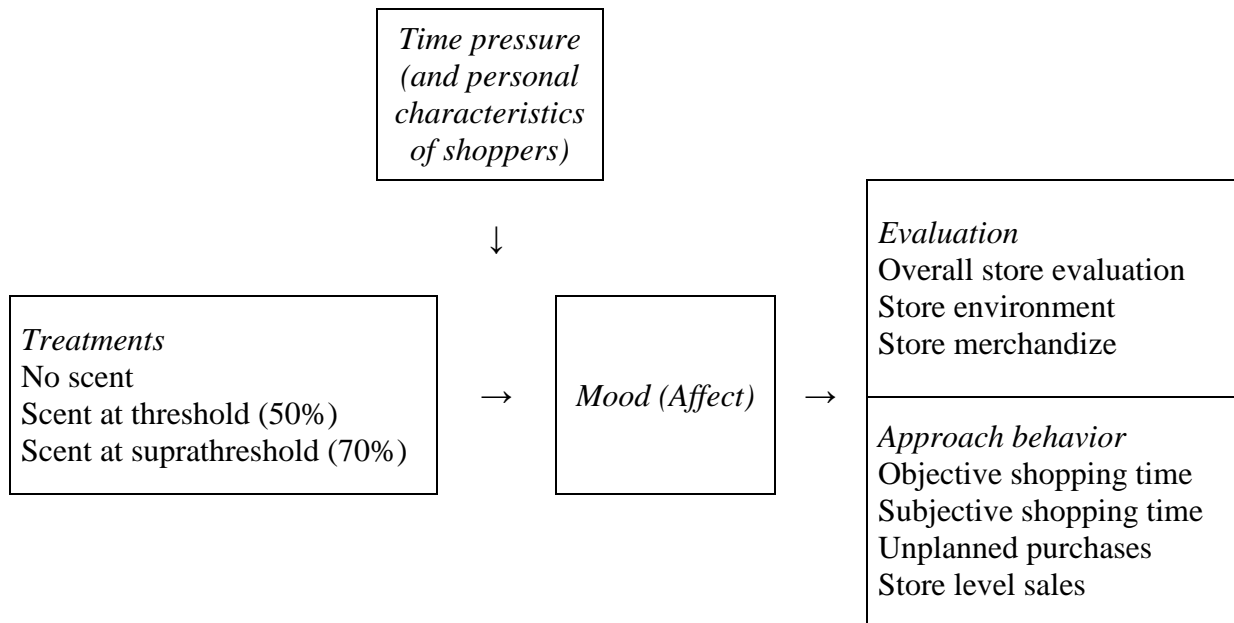 Time pressure
(and personal
characteristics
of shoppers)
↓
Treatments
No scent
Scent at threshold (50%)
Scent at suprathreshold (70%)
→
Mood (Affect)
→
Evaluation
Overall store evaluation
Store environment
Store merchandize
Approach behavior
Objective shopping time
Subjective shopping time
Unplanned purchases
Store level sales